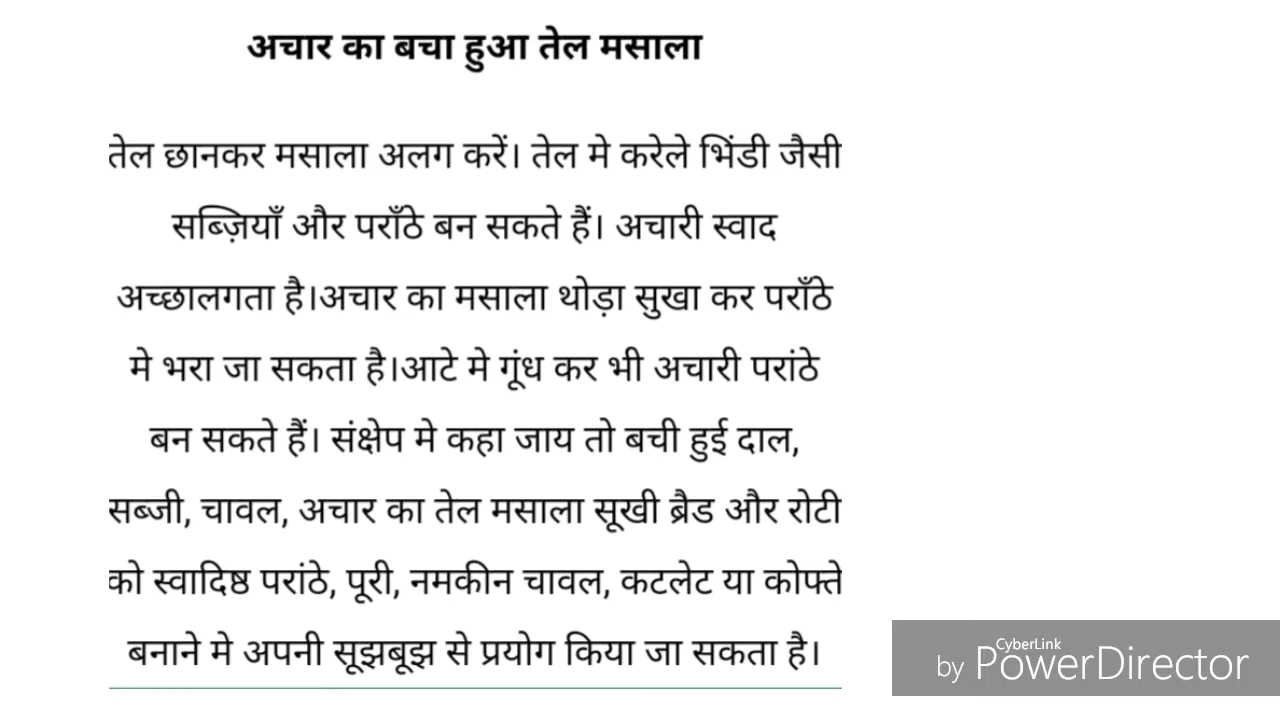 अचार का बचा हुआ तेल मसाला
तेल छानकर मसाला अलग करें। तेल मे करेले भिंडी जैसी
सब्ज़ियाँ और पराँठे बन सकते हैं। अचारी स्वाद
अच्छालगता है।अचार का मसाला थोड़ा सुखा कर पराँठे
मे भरा जा सकता है।आटे मे गूंध कर भी अचारी परांठे
बन सकते हैं। संक्षेप मे कहा जाय तो बची हुई दाल,
सब्जी, चावल, अचार का तेल मसाला सूखी ब्रैड और रोटी
को स्वादिष्ठ परांठे, पूरी, नमकीन चावल, कटलेट या कोफ्ते
बनाने मे अपनी सूझबूझ से प्रयोग किया जा सकता है।
CyberLink
by PowerDirector